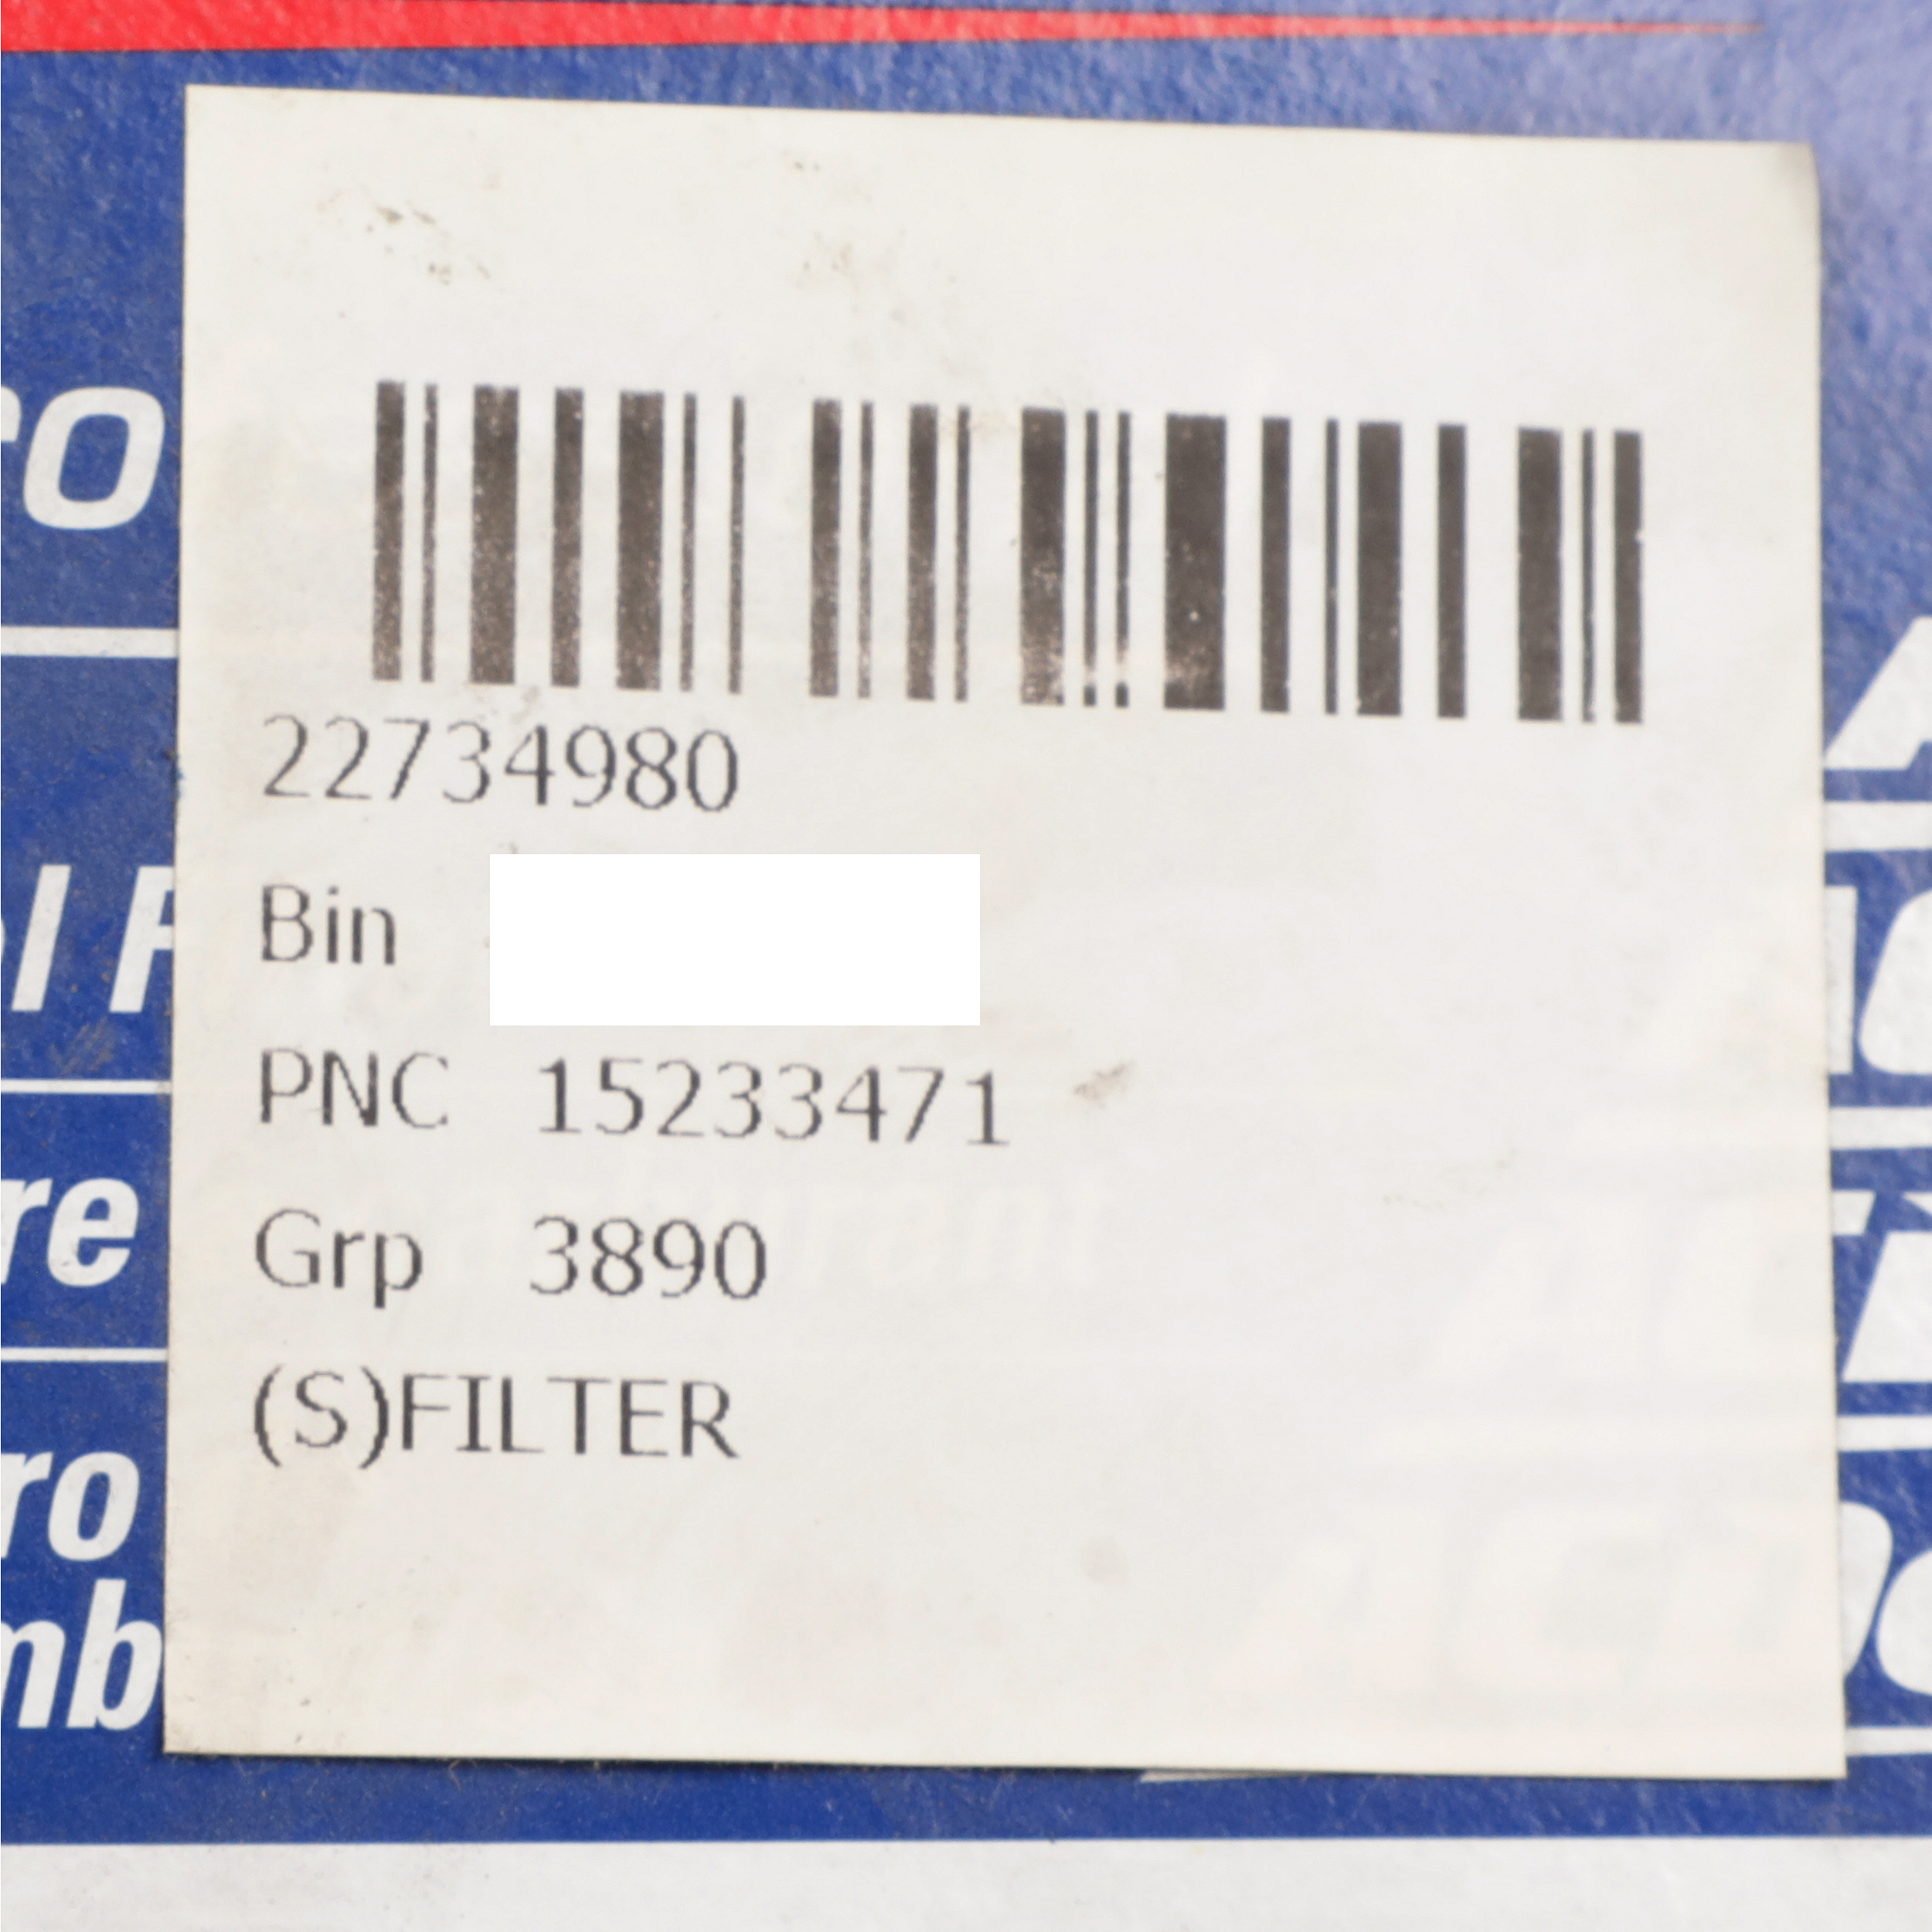 22734980
Bin
PNC 15233471
Grp 3890
(S)FILTER